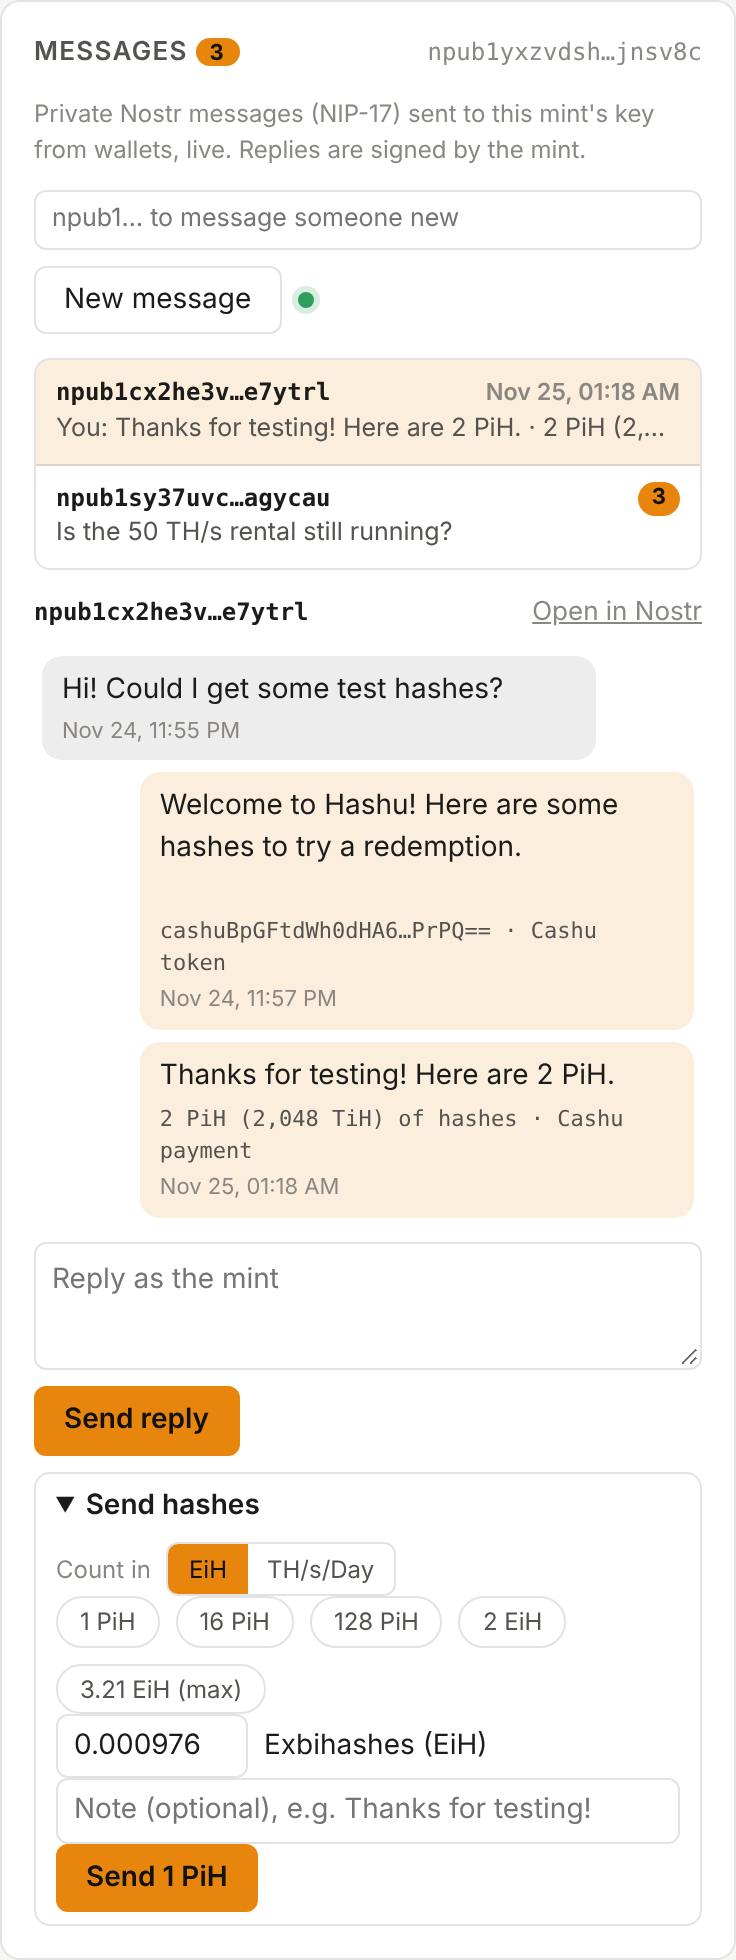 MESSAGES 3
npub1yxzvdsh…jnsv8c
Private Nostr messages (NIP-17) sent to this mint's key
from wallets, live. Replies are signed by the mint.
npub1... to message someone new
New message
npub1cx2he3v…e7ytrl
Nov 25, 01:18 AM
You: Thanks for testing! Here are 2 PiH. · 2 PiH (2,...
npub1sy37uvc…agycau
3
Is the 50 TH/s rental still running?
npub1cx2he3v…e7ytrl
Open in Nostr
Hi! Could I get some test hashes?
Nov 24, 11:55 PM
Welcome to Hashu! Here are some
hashes to try a redemption.
cashuBpGFtdWh0dHA6…PrPQ== · Cashu
token
Nov 24, 11:57 PM
Thanks for testing! Here are 2 PiH.
2 PiH (2,048 TiH) of hashes · Cashu
payment
Nov 25, 01:18 AM
Reply as the mint
Send reply
▼ Send hashes
Count in EiH TH/s/Day
1 PiH 16 PiH 128 PiH 2 EiH
3.21 EiH (max)
0.000976 Exbihashes (EiH)
Note (optional), e.g. Thanks for testing!
Send 1 PiH